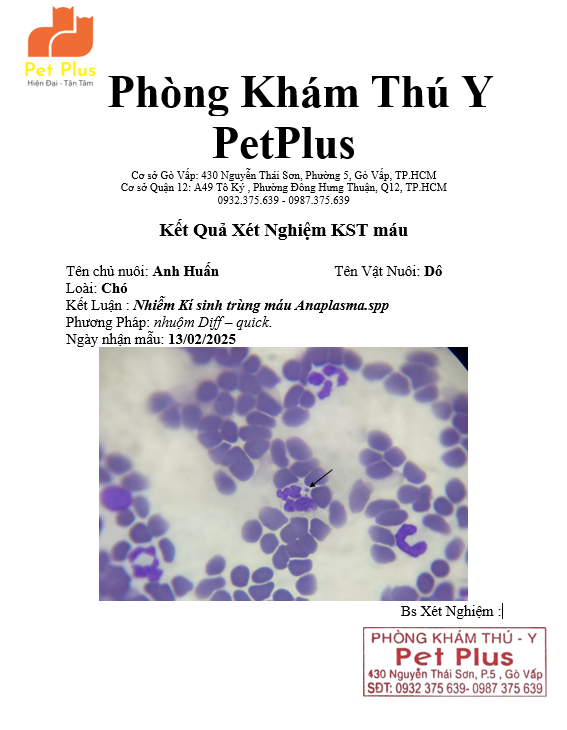 Pet Plus
Hiện Đại - Tận Tâm
Phòng Khám Thú Y
PetPlus
Cơ sở Gò Vấp: 430 Nguyễn Thái Sơn, Phường 5, Gò Vấp, TP.HCM
Cơ sở Quận 12: A49 Tô Ký , Phường Đông Hưng Thuận, Q12, TP.HCM
0932.375.639 - 0987.375.639
Kết Quả Xét Nghiệm KST máu
Tên chủ nuôi: Anh Huấn Tên Vật Nuôi: Dô
Loài: Chó
Kết Luận : Nhiễm Kí sinh trùng máu Anaplasma.spp
Phương Pháp: nhuộm Diff – quick.
Ngày nhận mẫu: 13/02/2025
Bs Xét Nghiệm :
PHÒNG KHÁM THÚ - Y
Pet Plus
430 Nguyễn Thái Sơn, P.5 , Gò Vấp
SĐT: 0932 375 639- 0987 375 639